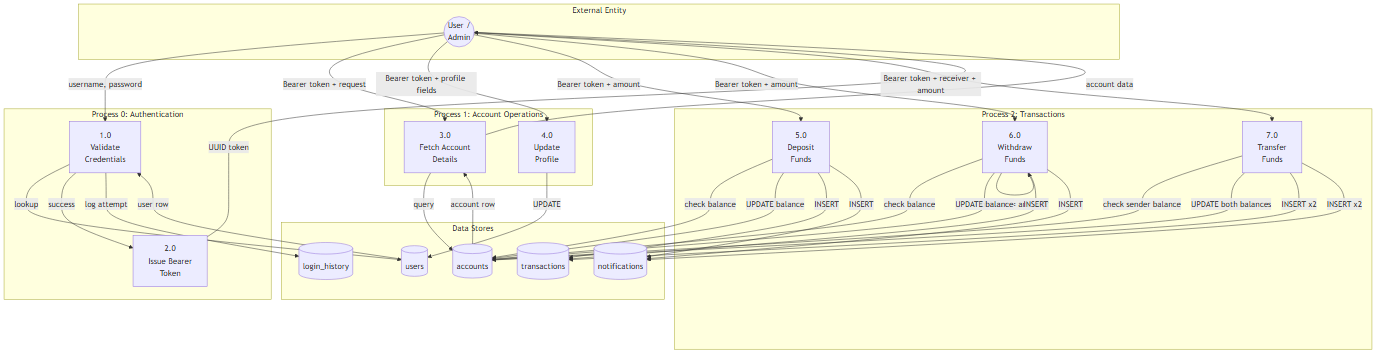 External Entity
User /
Admin
username, password
Bearer token + request
Bearer token + profile
fields
Bearer token + amount
Bearer token + amount
Bearer token + receiver +
amount
account data
Process 0: Authentication
Process 1: Account Operations
Process 2: Transactions
1.0
Validate
Credentials
UUID token
3.0
Fetch Account
Details
4.0
Update
Profile
5.0
Deposit
Funds
6.0
Withdraw
Funds
7.0
Transfer
Funds
lookup
success
log attempt
user row
query
account row
UPDATE
check balance
UPDATE balance
INSERT
INSERT
check balance
UPDATE balance
INSERT
INSERT
check sender balance
UPDATE both balances
INSERT x2
INSERT x2
2.0
Issue Bearer
Token
Data Stores
login_history
users
accounts
transactions
notifications